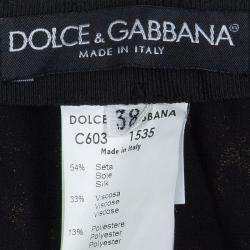 DOLCE & GABBANA
MADE IN ITALY
38
DOLCE GABBANA
C603 1535
Made in Italy
54% Seta
Soie
Silk
33% Viscosa
Viscose
Viscose
13% Poliestere
Polyester
Polyester